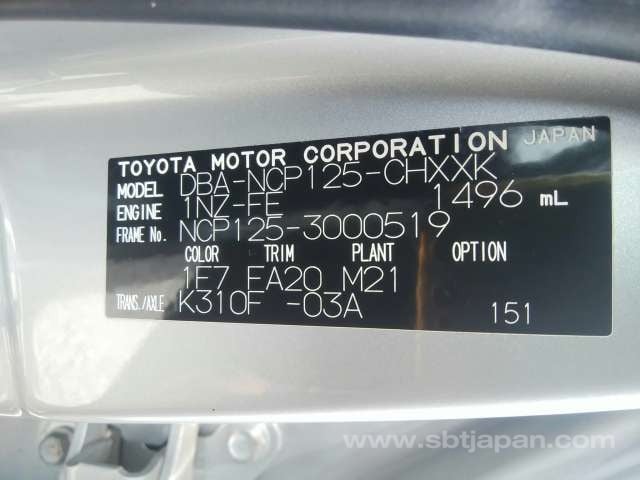 TOYOTA MOTOR CORPORATION JAPAN
MODEL DBA-NCP125-CHXXK
ENGINE 1NZ-FE 1496 mL
FRAME No. NCP125-3000519
COLOR TRIM PLANT OPTION
1F7 EA20 M21
TRANS./AXLE K310F -03A 151
www.sbtjapan.com